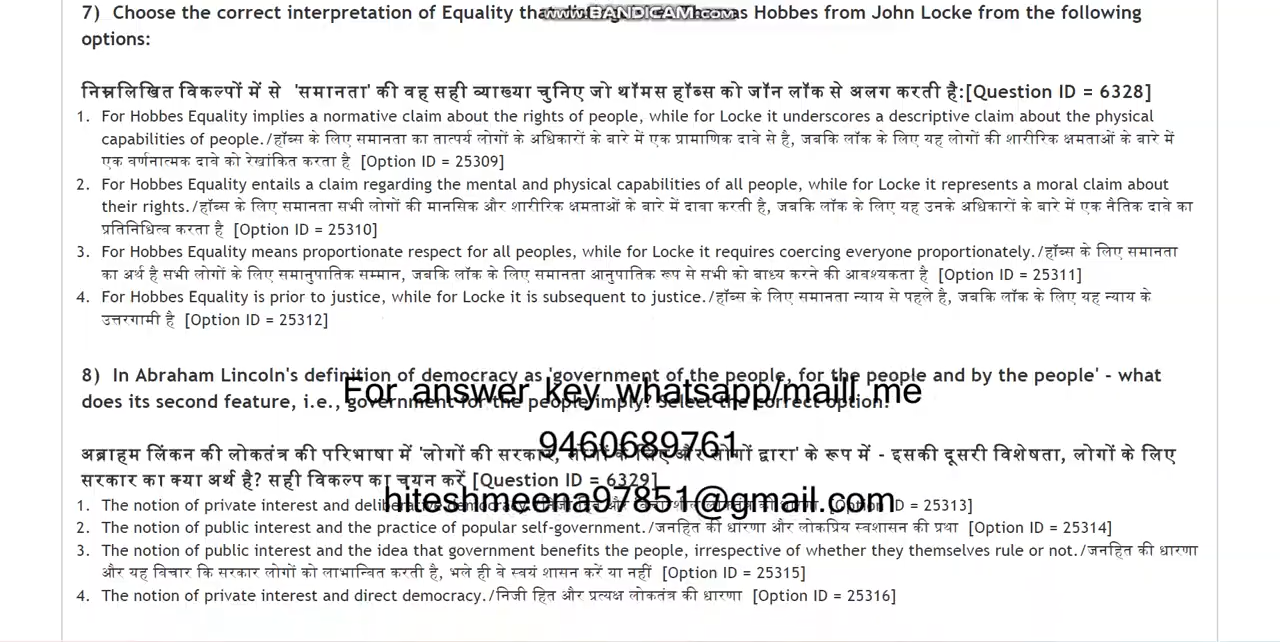 7) Choose the correct interpretation of Equality that as Hobbes from John Locke from the following
www.BANDICAM.com
options:
निम्नलिखित विकल्पों में से 'समानता' की वह सही व्याख्या चुनिए जो थॉमस हॉब्स को जॉन लॉक से अलग करती है:[Question ID = 6328]
1. For Hobbes Equality implies a normative claim about the rights of people, while for Locke it underscores a descriptive claim about the physical
capabilities of people./हॉब्स के लिए समानता का तात्पर्य लोगों के अधिकारों के बारे में एक प्रामाणिक दावे से है, जबकि लॉक के लिए यह लोगों की शारीरिक क्षमताओं के बारे में
एक वर्णनात्मक दावे को रेखांकित करता है [Option ID = 25309]
2. For Hobbes Equality entails a claim regarding the mental and physical capabilities of all people, while for Locke it represents a moral claim about
their rights./हॉब्स के लिए समानता सभी लोगों की मानसिक और शारीरिक क्षमताओं के बारे में दावा करती है, जबकि लॉक के लिए यह उनके अधिकारों के बारे में एक नैतिक दावे का
प्रतिनिधित्व करता है [Option ID = 25310]
3. For Hobbes Equality means proportionate respect for all peoples, while for Locke it requires coercing everyone proportionately./हॉब्स के लिए समानता
का अर्थ है सभी लोगों के लिए समानुपातिक सम्मान, जबकि लॉक के लिए समानता आनुपातिक रूप से सभी को बाध्य करने की आवश्यकता है [Option ID = 25311]
4. For Hobbes Equality is prior to justice, while for Locke it is subsequent to justice./हॉब्स के लिए समानता न्याय से पहले है, जबकि लॉक के लिए यह न्याय के
उत्तरगामी है [Option ID = 25312]
8) In Abraham Lincoln's definition of democracy as 'government of the people, for the people and by the people' - what
For answer key whatsapp/maill me
does its second feature, i.e., government for the people imply? Select the correct option:
9460689761
अब्राहम लिंकन की लोकतंत्र की परिभाषा में 'लोगों की सरकार, लोगों के लिए और लोगों द्वारा' के रूप में - इसकी दूसरी विशेषता, लोगों के लिए
सरकार का क्या अर्थ है? सही विकल्प का चयन करें [Question ID = 6329]
hiteshmeena97851@gmail.com
1. The notion of private interest and deliberative democracy./निजी हित और विचारशील लोकतंत्र की धारणा [Option ID = 25313]
2. The notion of public interest and the practice of popular self-government./जनहित की धारणा और लोकप्रिय स्वशासन की प्रथा [Option ID = 25314]
3. The notion of public interest and the idea that government benefits the people, irrespective of whether they themselves rule or not./जनहित की धारणा
और यह विचार कि सरकार लोगों को लाभान्वित करती है, भले ही वे स्वयं शासन करें या नहीं [Option ID = 25315]
4. The notion of private interest and direct democracy./निजी हित और प्रत्यक्ष लोकतंत्र की धारणा [Option ID = 25316]